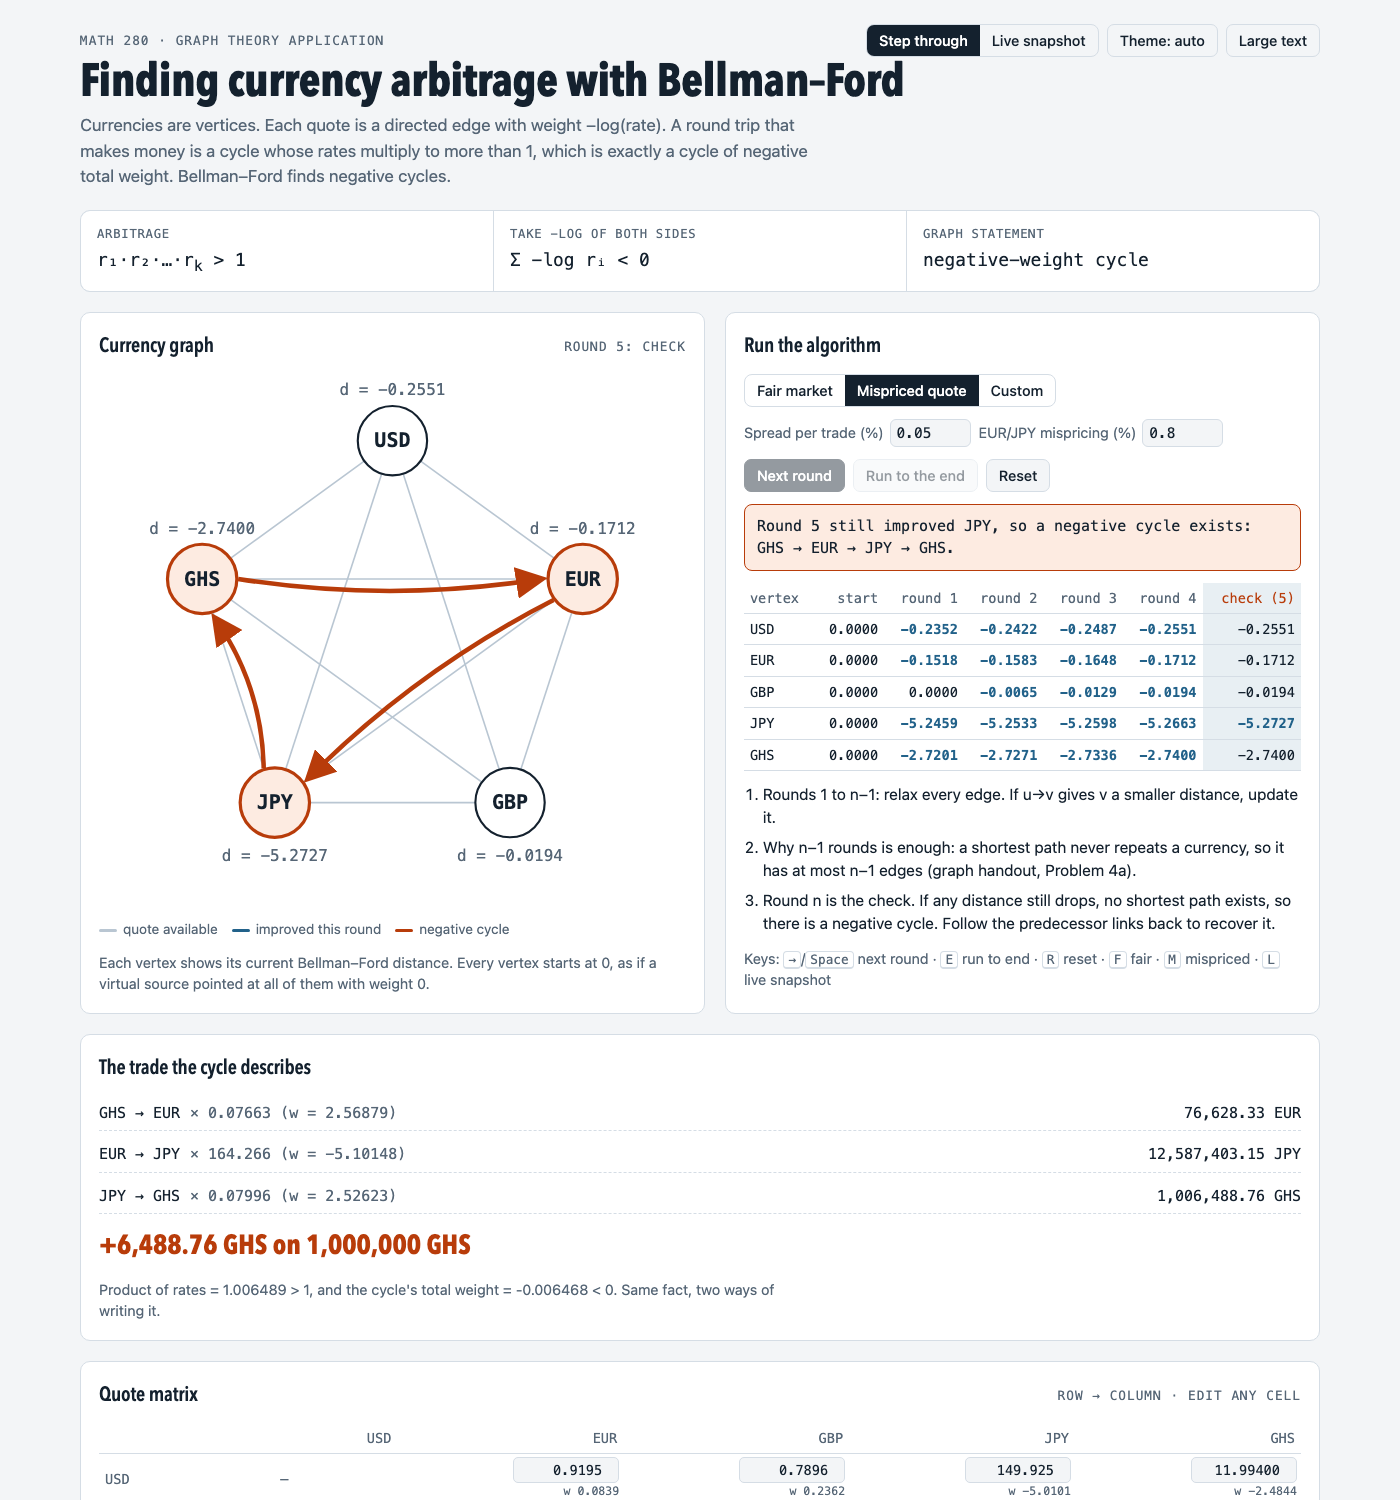 MATH 280 · GRAPH THEORY APPLICATION
Step through Live snapshot Theme: auto Large text
Finding currency arbitrage with Bellman–Ford
Currencies are vertices. Each quote is a directed edge with weight −log(rate). A round trip that
makes money is a cycle whose rates multiply to more than 1, which is exactly a cycle of negative
total weight. Bellman–Ford finds negative cycles.
ARBITRAGE
r₁·r₂·…·rₖ > 1
TAKE −LOG OF BOTH SIDES
Σ −log rᵢ < 0
GRAPH STATEMENT
negative-weight cycle
Currency graph
ROUND 5: CHECK
d = −0.2551
USD
d = −2.7400
d = −0.1712
GHS
EUR
JPY
GBP
d = −5.2727
d = −0.0194
quote available improved this round negative cycle
Each vertex shows its current Bellman–Ford distance. Every vertex starts at 0, as if a
virtual source pointed at all of them with weight 0.
Run the algorithm
Fair market Mispriced quote Custom
Spread per trade (%) 0.05 EUR/JPY mispricing (%) 0.8
Next round Run to the end Reset
Round 5 still improved JPY, so a negative cycle exists:
GHS → EUR → JPY → GHS.
vertex start round 1 round 2 round 3 round 4 check (5)
USD 0.0000 −0.2352 −0.2422 −0.2487 −0.2551 −0.2551
EUR 0.0000 −0.1518 −0.1583 −0.1648 −0.1712 −0.1712
GBP 0.0000 0.0000 −0.0065 −0.0129 −0.0194 −0.0194
JPY 0.0000 −5.2459 −5.2533 −5.2598 −5.2663 −5.2727
GHS 0.0000 −2.7201 −2.7271 −2.7336 −2.7400 −2.7400
1. Rounds 1 to n−1: relax every edge. If u→v gives v a smaller distance, update
it.
2. Why n−1 rounds is enough: a shortest path never repeats a currency, so it
has at most n−1 edges (graph handout, Problem 4a).
3. Round n is the check. If any distance still drops, no shortest path exists, so
there is a negative cycle. Follow the predecessor links back to recover it.
Keys: →/Space next round · E run to end · R reset · F fair · M mispriced · L
live snapshot
The trade the cycle describes
GHS → EUR × 0.07663 (w = 2.56879) 76,628.33 EUR
EUR → JPY × 164.266 (w = −5.10148) 12,587,403.15 JPY
JPY → GHS × 0.07996 (w = 2.52623) 1,006,488.76 GHS
+6,488.76 GHS on 1,000,000 GHS
Product of rates = 1.006489 > 1, and the cycle's total weight = -0.006468 < 0. Same fact, two ways of
writing it.
Quote matrix
ROW → COLUMN · EDIT ANY CELL
USD EUR GBP JPY GHS
USD — 0.9195 0.7896 149.925 11.99400
w 0.0839 w 0.2362 w −5.0101 w −2.4844